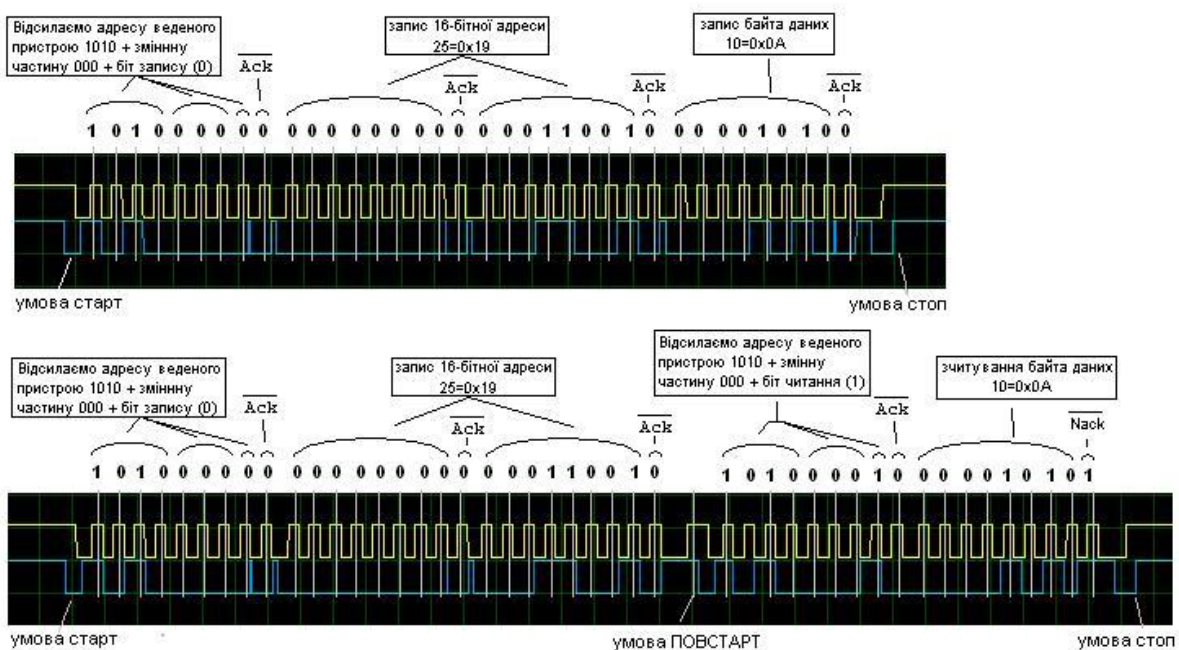 Відсилаємо адресу веденого
пристрою 1010 + зміннну
частину 000 + біт запису (0)
Ack
запис 16-бітної адреси
25=0x19
Ack
Ack
запис байта даних
10=0x0A
Ack
1 0 1 0 0 0 0 0 0 0 0 0 0 0 0 0 0 0 0 0 0 1 1 0 0 1 0 0 0 0 0 1 0 1 0 0
умова старт
умова стоп
Відсилаємо адресу веденого
пристрою 1010 + зміннну
частину 000 + біт запису (0)
Ack
запис 16-бітної адреси
25=0x19
Ack
Ack
Відсилаємо адресу веденого
пристрою 1010 + змінну
частину 000 + біт читання (1)
Ack
зчитування байта даних
10=0x0A
Nack
1 0 1 0 0 0 0 0 0 0 0 0 0 0 0 0 0 0 0 0 0 1 1 0 0 1 0 1 0 1 0 0 0 0 1 0 0 0 0 0 1 0 1 0 1
умова старт
умова ПОВСТАРТ
умова стоп